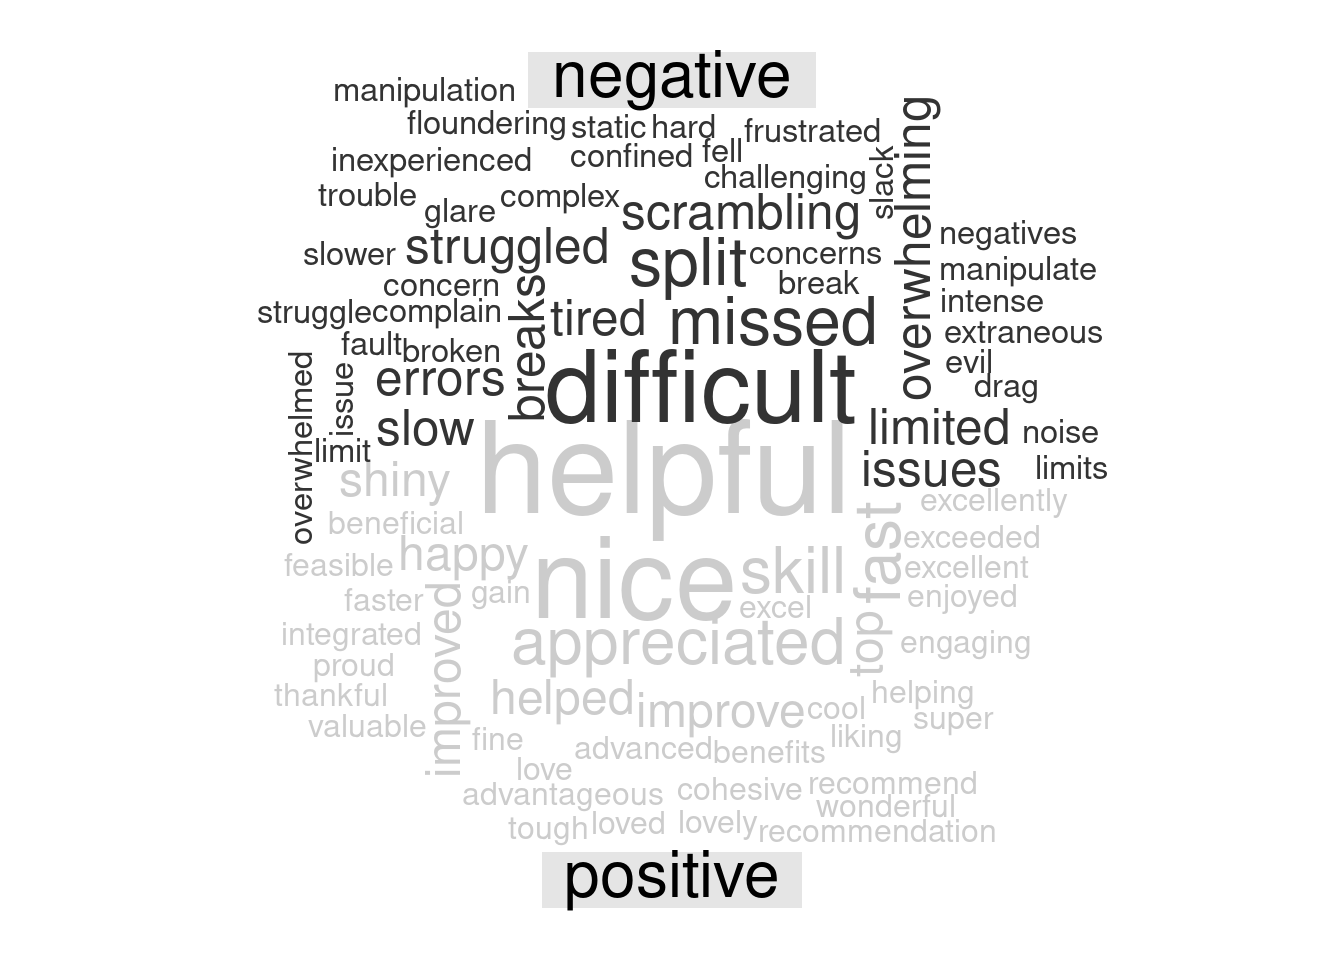 negative
manipulation
floundering static hard frustrated
inexperienced confined fell
challenging slack overwhelming
trouble glare complex scrambling
slower struggled split concerns negatives
concern breaks break manipulate
struggle complain tired missed intense
fault broken extraneous
overwhelmed issue errors difficult evil
drag
limit slow limited noise
issues limits
shiny helpful excellently
beneficial fast exceeded
feasible happy nice skill excellent
faster improved gain excel enjoyed
integrated appreciated top engaging
proud
thankful helped improve cool helping
valuable super
fine advanced benefits liking
love
advantageous cohesive recommend
wonderful
tough loved lovely recommendation
positive